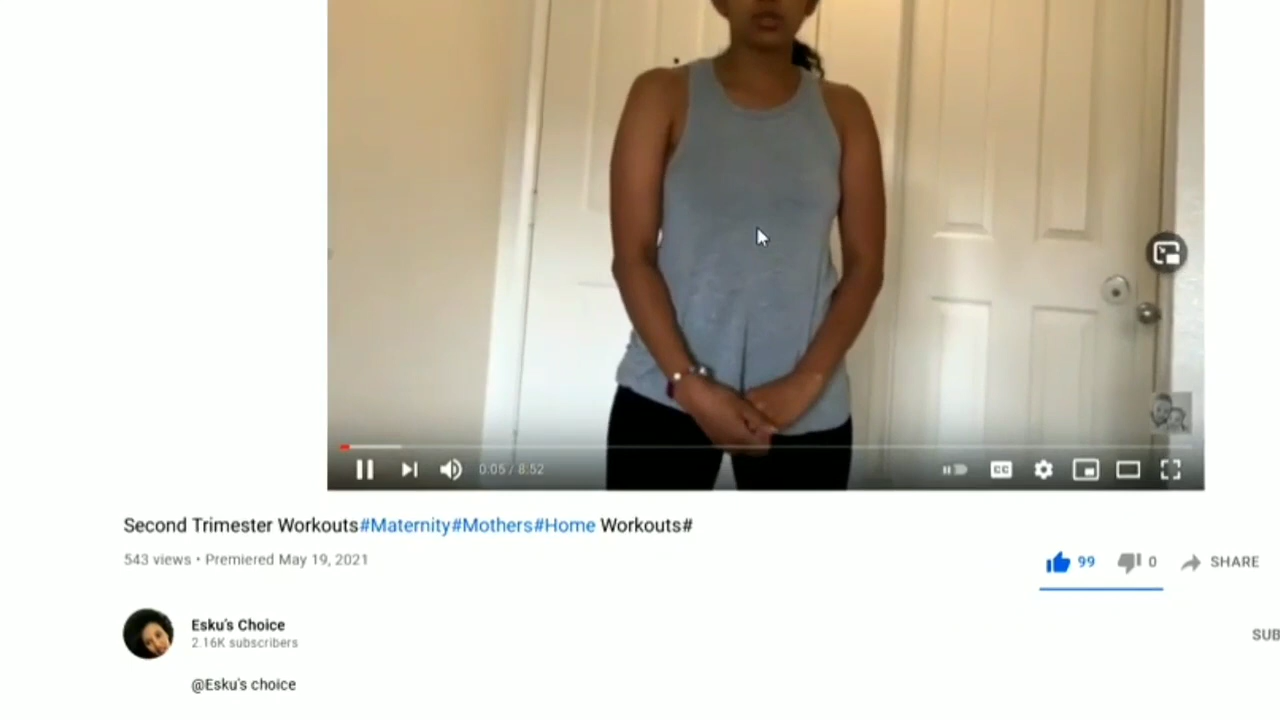 0:05 / 8:52
CC
Second Trimester Workouts#Maternity#Mothers#Home Workouts#
543 views • Premiered May 19, 2021
99 0 SHARE
Esku's Choice
2.16K subscribers
SUB
@Esku's choice